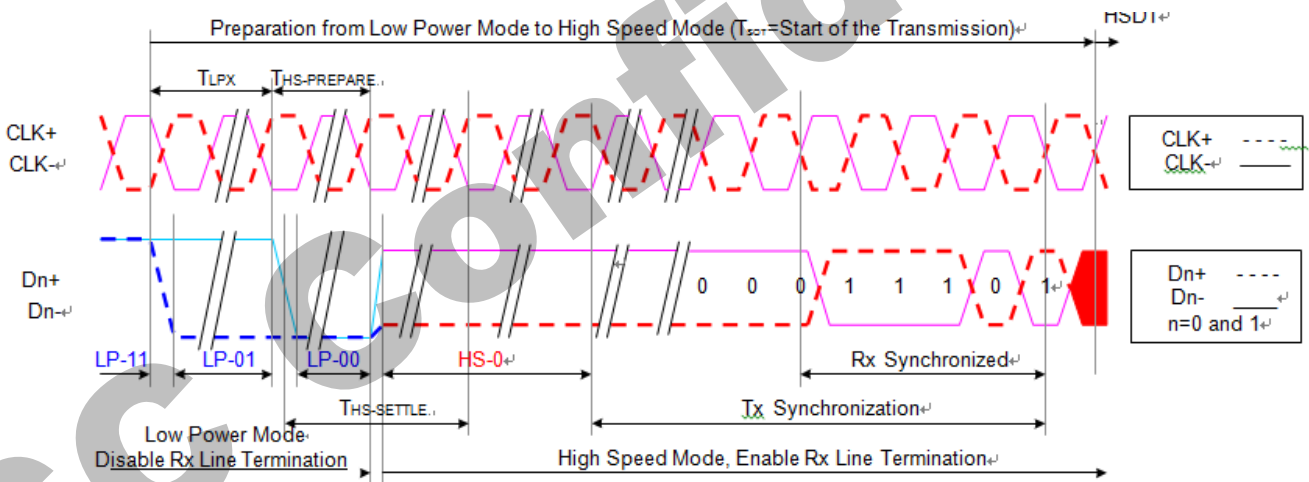 Preparation from Low Power Mode to High Speed Mode (TSOT=Start of the Transmission)
HSDT
TLPX
THS-PREPARE
CLK+
CLK-
CLK+
CLK-
Dn+
Dn-
0 0 0 1 1 1 0 1
Dn+
Dn-
n=0 and 1
LP-11
LP-01
LP-00
HS-0
Rx Synchronized
THS-SETTLE
Tx Synchronization
Low Power Mode
Disable Rx Line Termination
High Speed Mode, Enable Rx Line Termination